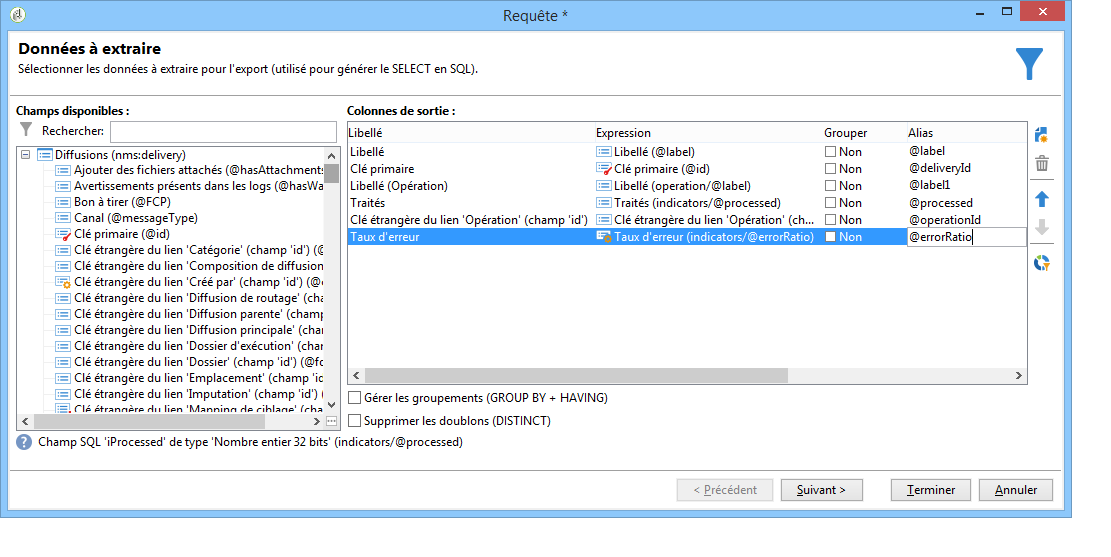 Requête *
Données à extraire
Sélectionner les données à extraire pour l'export (utilisé pour générer le SELECT en SQL).
Champs disponibles :
Rechercher:
Diffusions (nms:delivery)
Ajouter des fichiers attachés (@hasAttachments
Avertissements présents dans les logs (@hasWa
Bon à tirer (@FCP)
Canal (@messageType)
Clé primaire (@id)
Clé étrangère du lien 'Catégorie' (champ 'id') (@
Clé étrangère du lien 'Composition de diffusion
Clé étrangère du lien 'Créé par' (champ 'id') (@
Clé étrangère du lien 'Diffusion de routage' (cha
Clé étrangère du lien 'Diffusion parente' (champ
Clé étrangère du lien 'Diffusion principale' (cham
Clé étrangère du lien 'Dossier d'exécution' (cham
Clé étrangère du lien 'Dossier' (champ 'id') (@fo
Clé étrangère du lien 'Emplacement' (champ 'id
Clé étrangère du lien 'Imputation' (champ 'id') (
Clé étrangère du lien 'Mapping de ciblage' (cha
Colonnes de sortie :
Libellé Expression Grouper Alias
Libellé Libellé (@label) Non @label
Clé primaire Clé primaire (@id) Non @deliveryId
Libellé (Opération) Libellé (operation/@label) Non @label1
Traités Traités (indicators/@processed) Non @processed
Clé étrangère du lien 'Opération' (champ 'id') Clé étrangère du lien 'Opération' (ch... Non @operationId
Taux d'erreur Taux d'erreur (indicators/@errorRatio) Non @errorRatio
Gérer les groupements (GROUP BY + HAVING)
Supprimer les doublons (DISTINCT)
Champ SQL 'iProcessed' de type 'Nombre entier 32 bits' (indicators/@processed)
< Précédent Suivant > Terminer Annuler